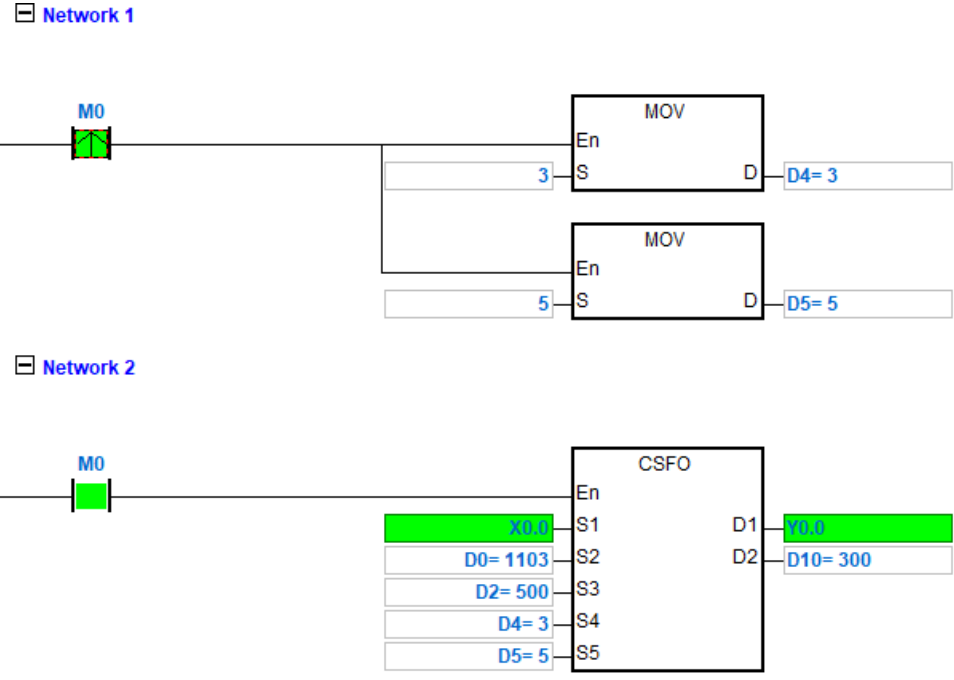 Network 1
M0
MOV
En
3 S D D4= 3
MOV
En
5 S D D5= 5
Network 2
M0
CSFO
En
X0.0 S1 D1 Y0.0
D0= 1103 S2 D2 D10= 300
D2= 500 S3
D4= 3 S4
D5= 5 S5